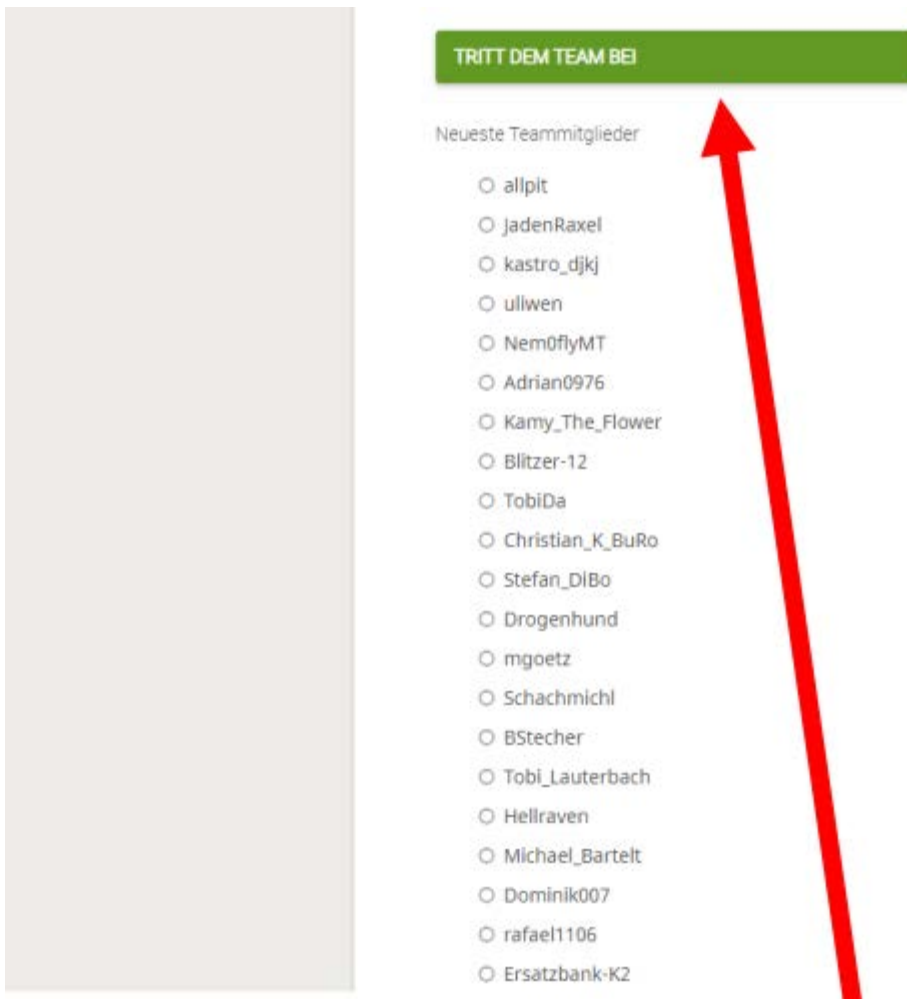 TRITT DEM TEAM BEI
Neueste Teammitglieder
allpit
JadenRaxel
kastro_djkj
ullwen
Nem0flyMT
Adrian0976
Kamy_The_Flower
Blitzer-12
TobiDa
Christian_K_BuRo
Stefan_DiBo
Drogenhund
mgoetz
Schachmichl
BStecher
Tobi_Lauterbach
Hellraven
Michael_Bartelt
Dominik007
rafael1106
Ersatzbank-K2